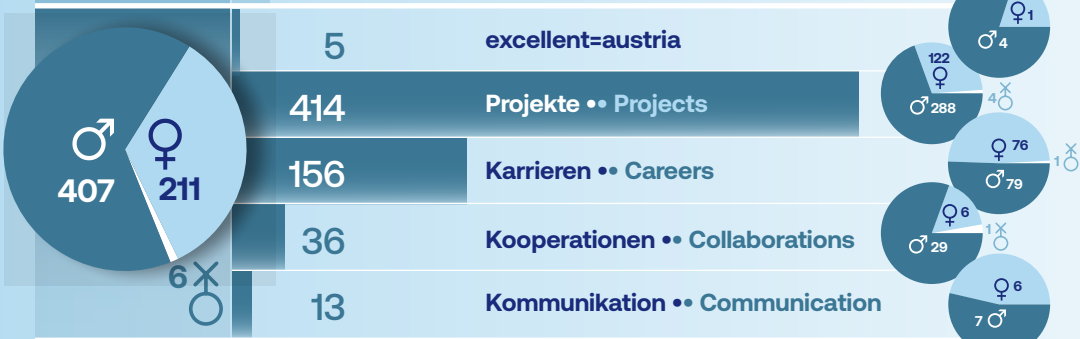 ♂ ♀
407 211
6
5 excellent=austria ♀1 ♂4
414 Projekte •• Projects 122 ♀ ♂288 4
156 Karrieren •• Careers ♀ 76 ♂79 1
36 Kooperationen •• Collaborations ♀6 ♂29 1
13 Kommunikation •• Communication ♀ 6 7 ♂